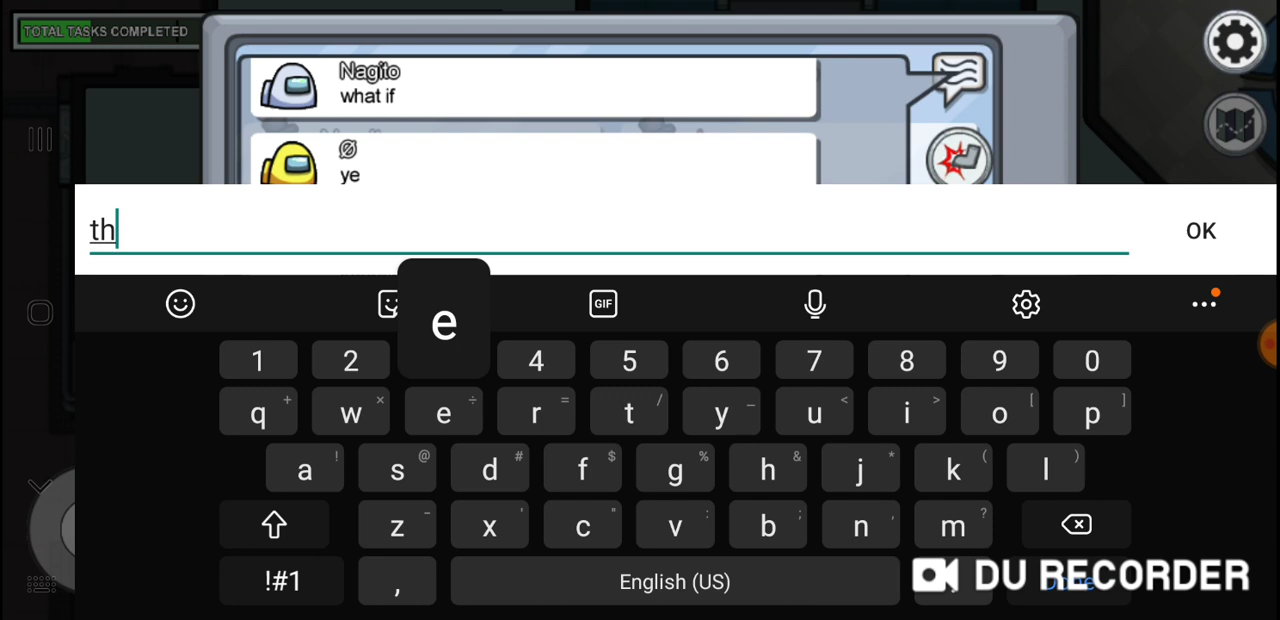 TOTAL TASKS COMPLETED
Nagito
what if
Ø
ye
th
OK
GIF
e
1 2 4 5 6 7 8 9 0
q + w × e ÷ r = t / y _ u < i > o [ p ]
a ! s @ d # f $ g % h & j * k ( l )
z - x ' c " v : b ; n , m ?
!#1 , English (US)
DU RECORDER